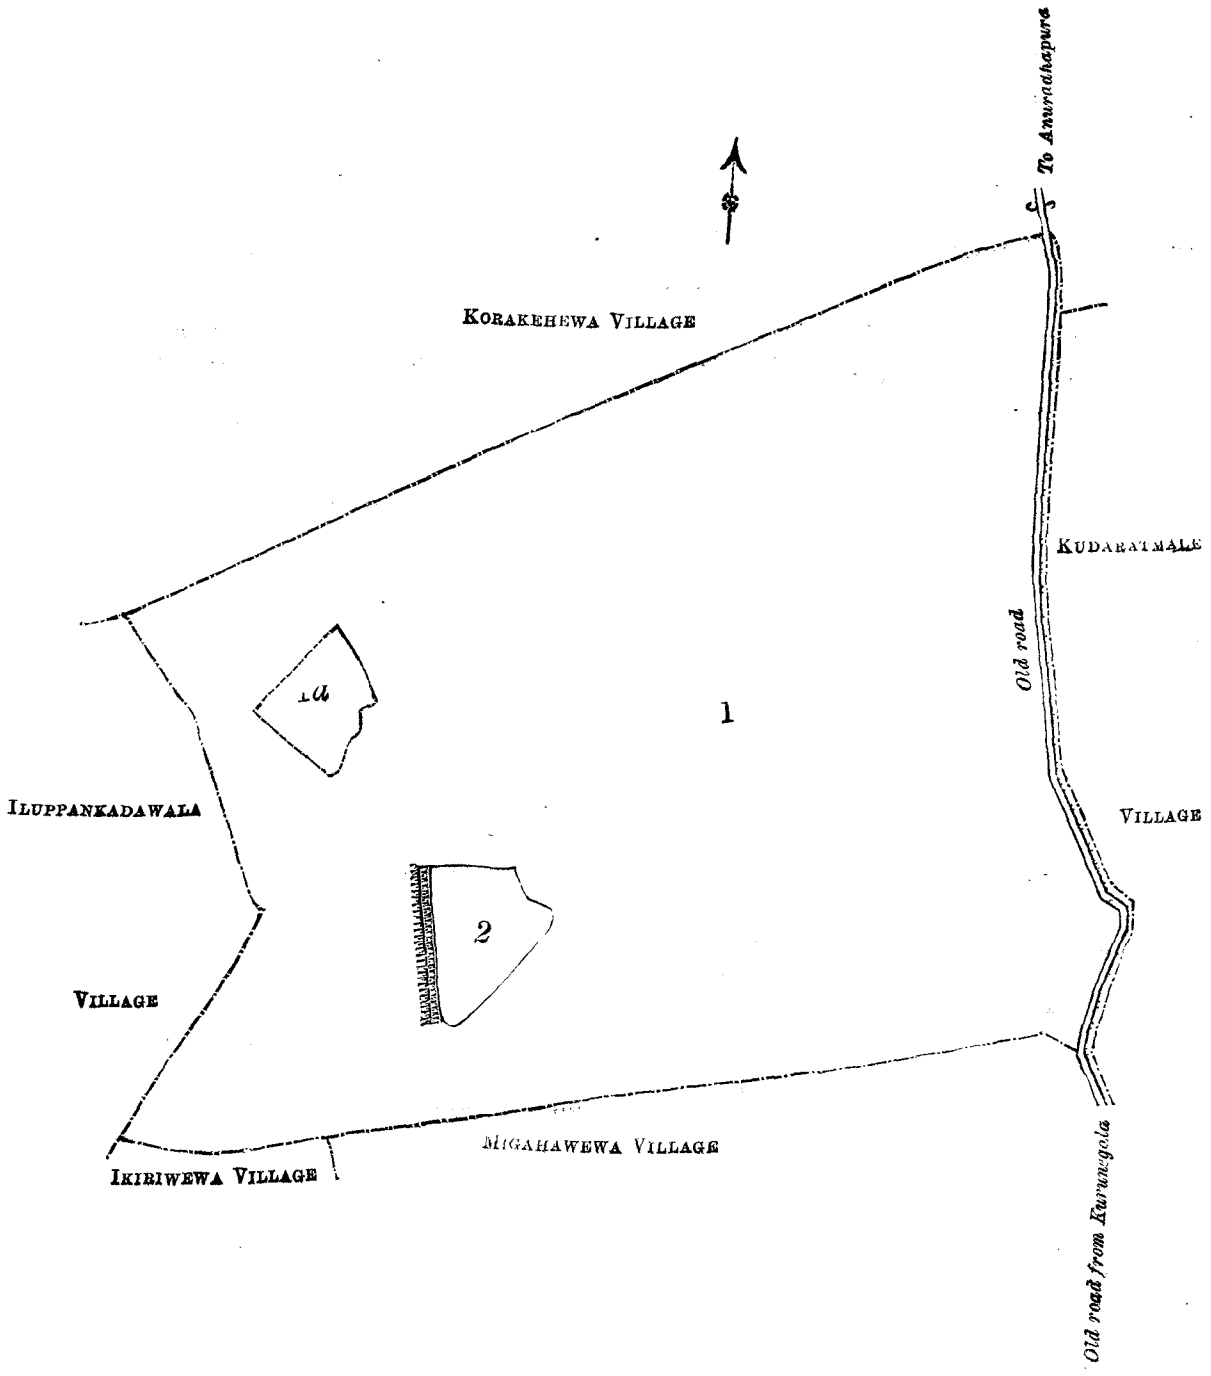 To Anuradhapura
KORAKEHEWA VILLAGE
KUDARATMALE
Old road
1a
1
ILUPPANKADAWALA
VILLAGE
2
VILLAGE
MIGAHAWEWA VILLAGE
IKIRIWEWA VILLAGE
Old road from Kurunegala